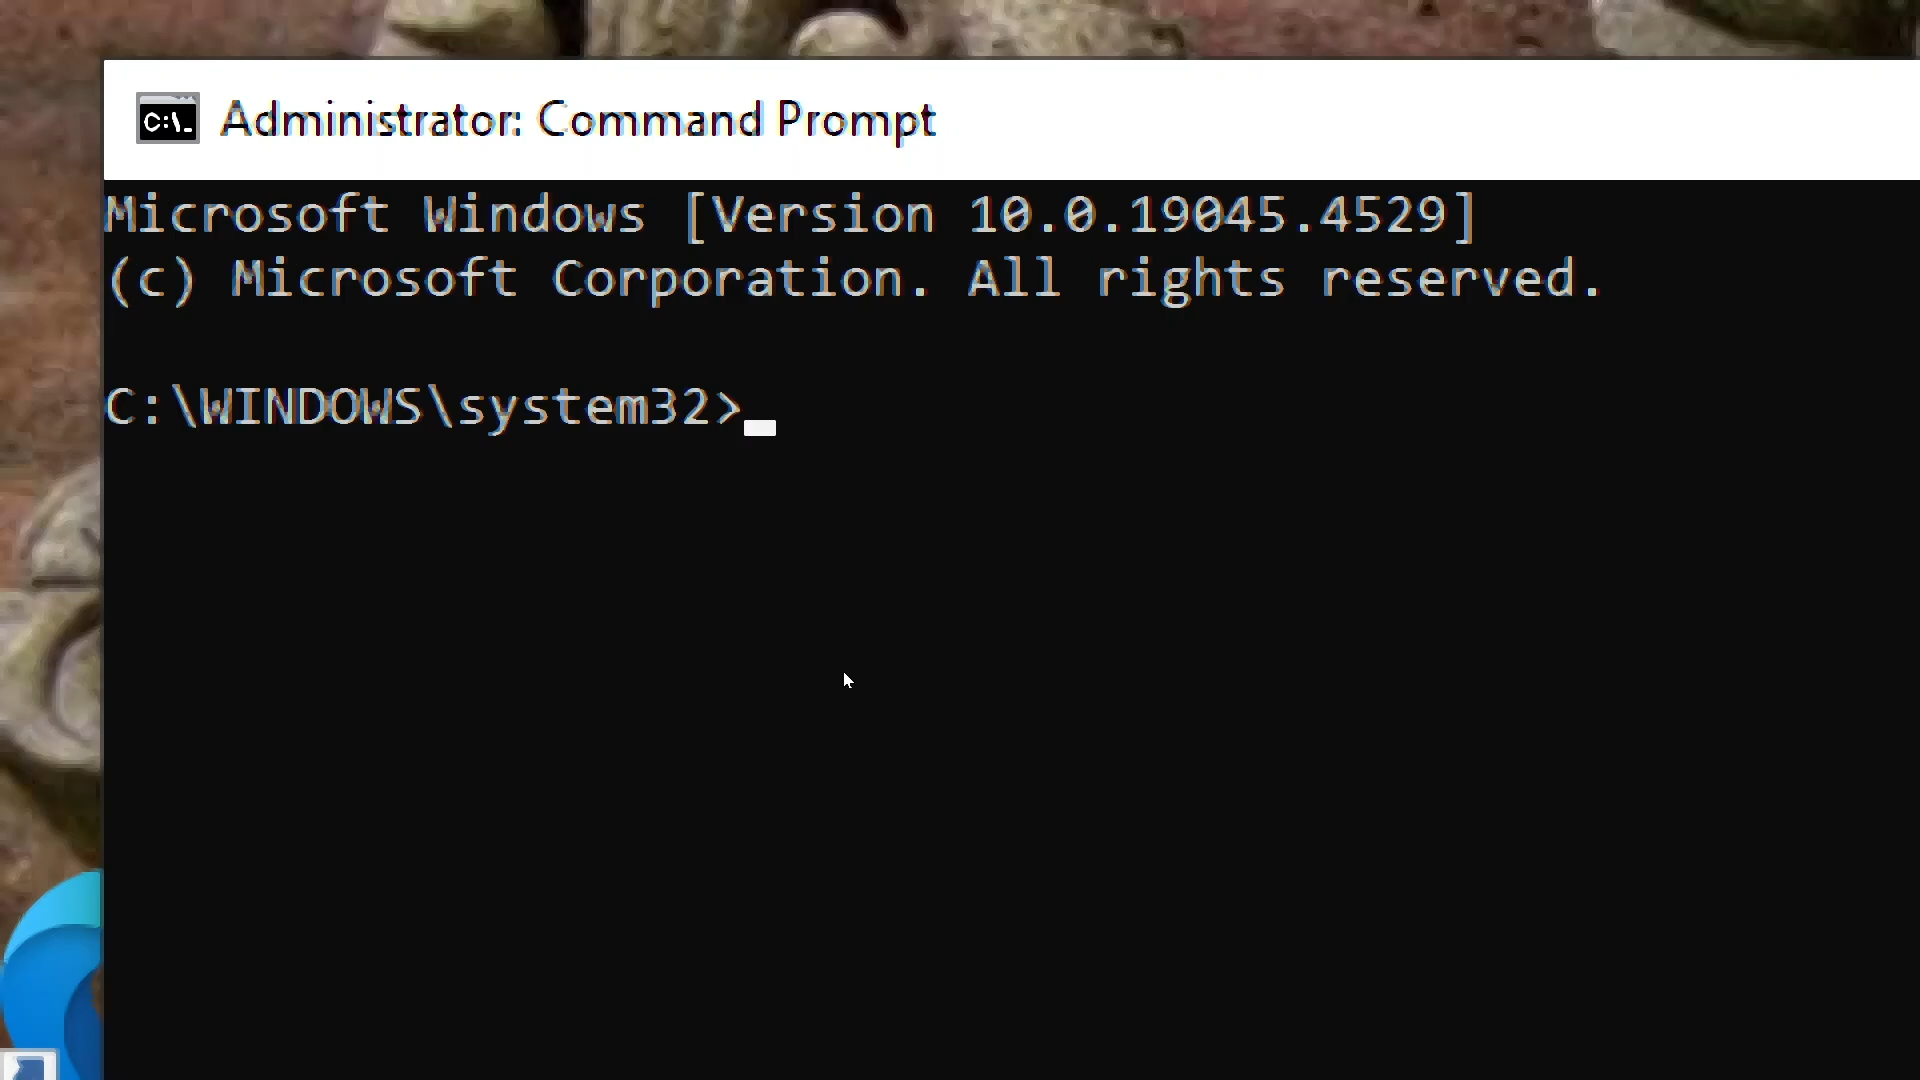 C:\.
Administrator: Command Prompt
Microsoft Windows [Version 10.0.19045.4529]
(c) Microsoft Corporation. All rights reserved.
C:\WINDOWS\system32>